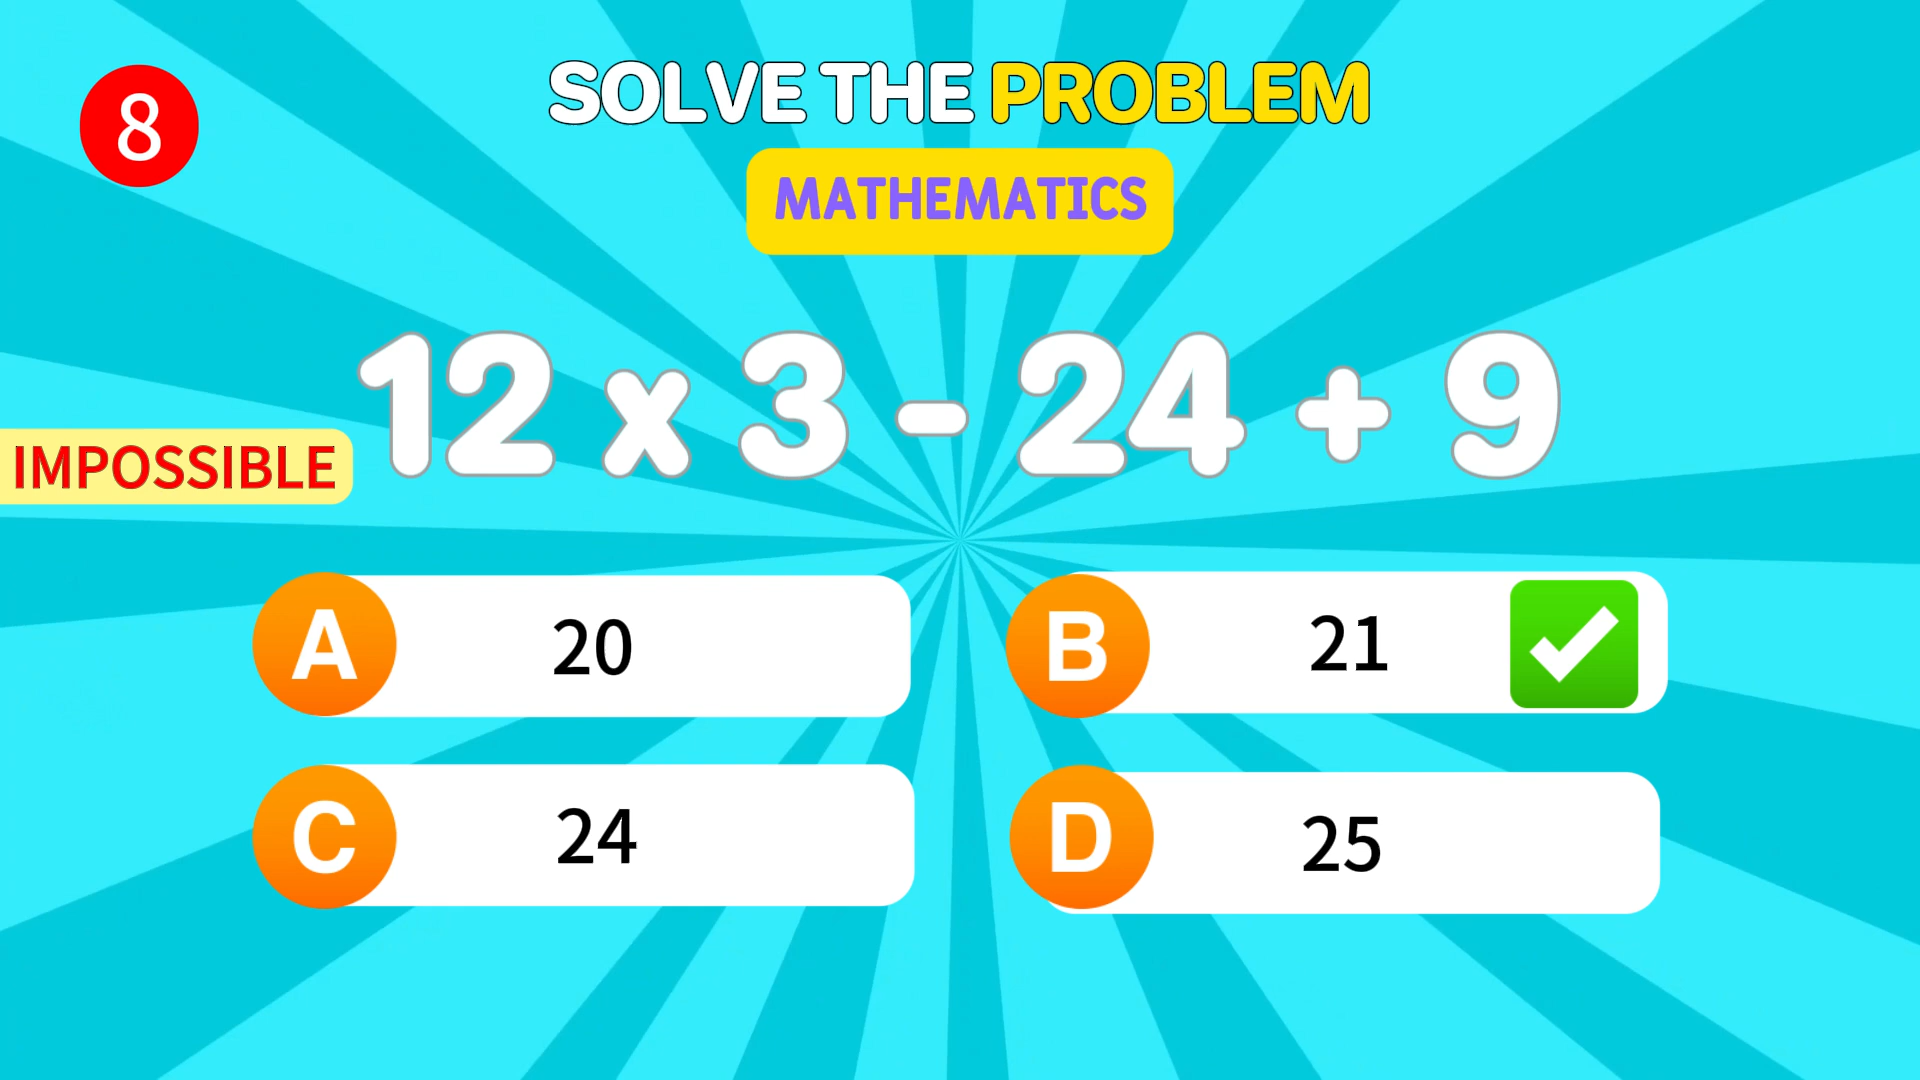 8
SOLVE THE PROBLEM
MATHEMATICS
12 x 3 - 24 + 9
IMPOSSIBLE
A 20
B 21
C 24
D 25